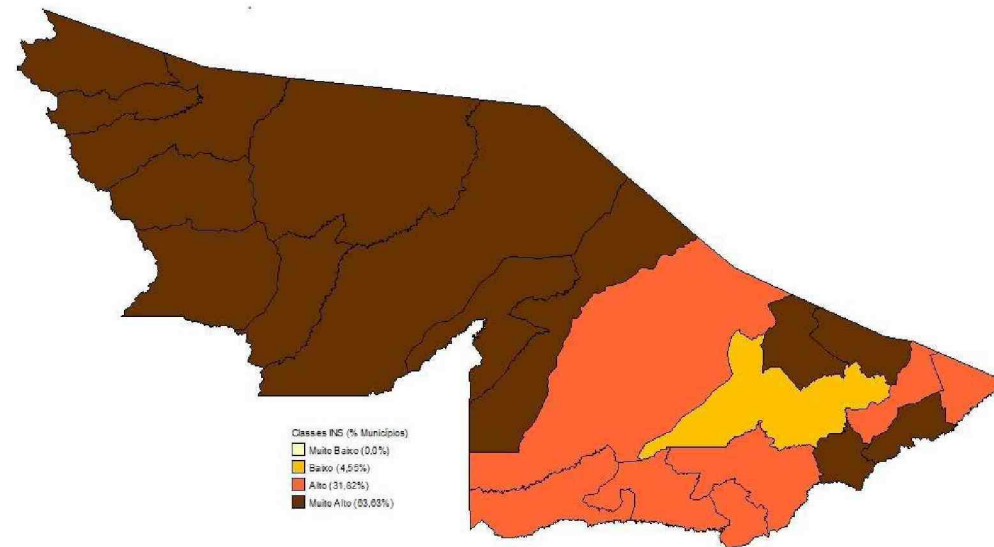 Classes INS (% Municípios)
Muito Baixo (0,0%)
Baixo (4,55%)
Alto (31,82%)
Muito Alto (63,63%)